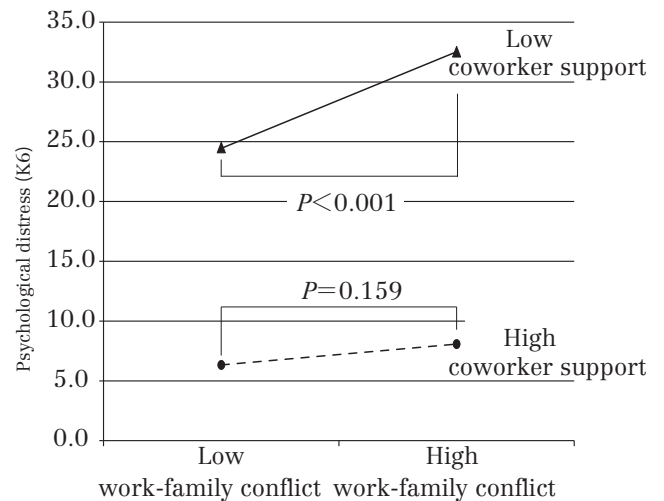 35.0
30.0
25.0
20.0
15.0
10.0
5.0
0.0
Psychological distress (K6)
Low
coworker support
P<0.001
P=0.159
High
coworker support
Low
work-family conflict
High
work-family conflict